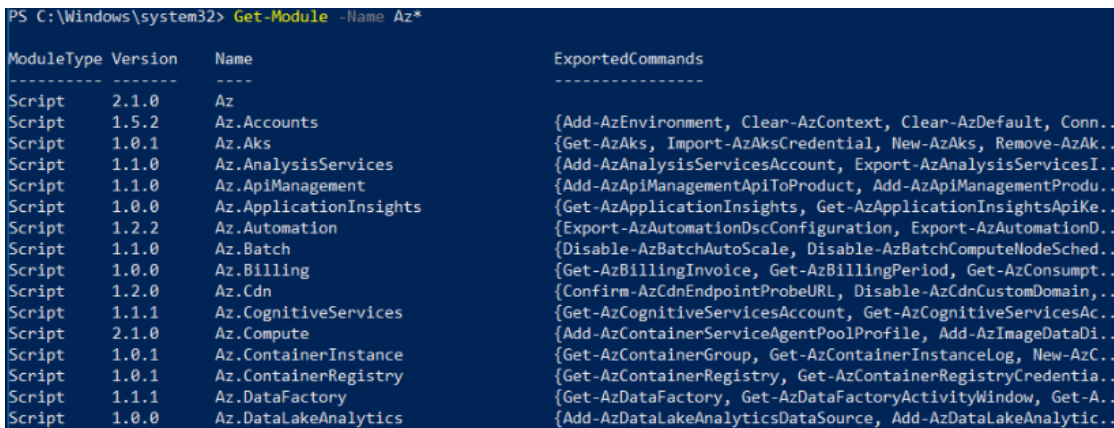 PS C:\Windows\system32> Get-Module -Name Az*
ModuleType Version Name ExportedCommands
---------- ------- ---- ----------------
Script 2.1.0 Az
Script 1.5.2 Az.Accounts {Add-AzEnvironment, Clear-AzContext, Clear-AzDefault, Conn...
Script 1.0.1 Az.Aks {Get-AzAks, Import-AzAksCredential, New-AzAks, Remove-AzAk...
Script 1.1.0 Az.AnalysisServices {Add-AzAnalysisServicesAccount, Export-AzAnalysisServicesI...
Script 1.1.0 Az.ApiManagement {Add-AzApiManagementApiToProduct, Add-AzApiManagementProdu...
Script 1.0.0 Az.ApplicationInsights {Get-AzApplicationInsights, Get-AzApplicationInsightsApiKe...
Script 1.2.2 Az.Automation {Export-AzAutomationDscConfiguration, Export-AzAutomationD...
Script 1.1.0 Az.Batch {Disable-AzBatchAutoScale, Disable-AzBatchComputeNodeSched...
Script 1.0.0 Az.Billing {Get-AzBillingInvoice, Get-AzBillingPeriod, Get-AzConsumpt...
Script 1.2.0 Az.Cdn {Confirm-AzCdnEndpointProbeURL, Disable-AzCdnCustomDomain,...
Script 1.1.1 Az.CognitiveServices {Get-AzCognitiveServicesAccount, Get-AzCognitiveServicesAc...
Script 2.1.0 Az.Compute {Add-AzContainerServiceAgentPoolProfile, Add-AzImageDataDi...
Script 1.0.1 Az.ContainerInstance {Get-AzContainerGroup, Get-AzContainerInstanceLog, New-AzC...
Script 1.0.1 Az.ContainerRegistry {Get-AzContainerRegistry, Get-AzContainerRegistryCredentia...
Script 1.1.1 Az.DataFactory {Get-AzDataFactory, Get-AzDataFactoryActivityWindow, Get-A...
Script 1.0.0 Az.DataLakeAnalytics {Add-AzDataLakeAnalyticsDataSource, Add-AzDataLakeAnalytic...